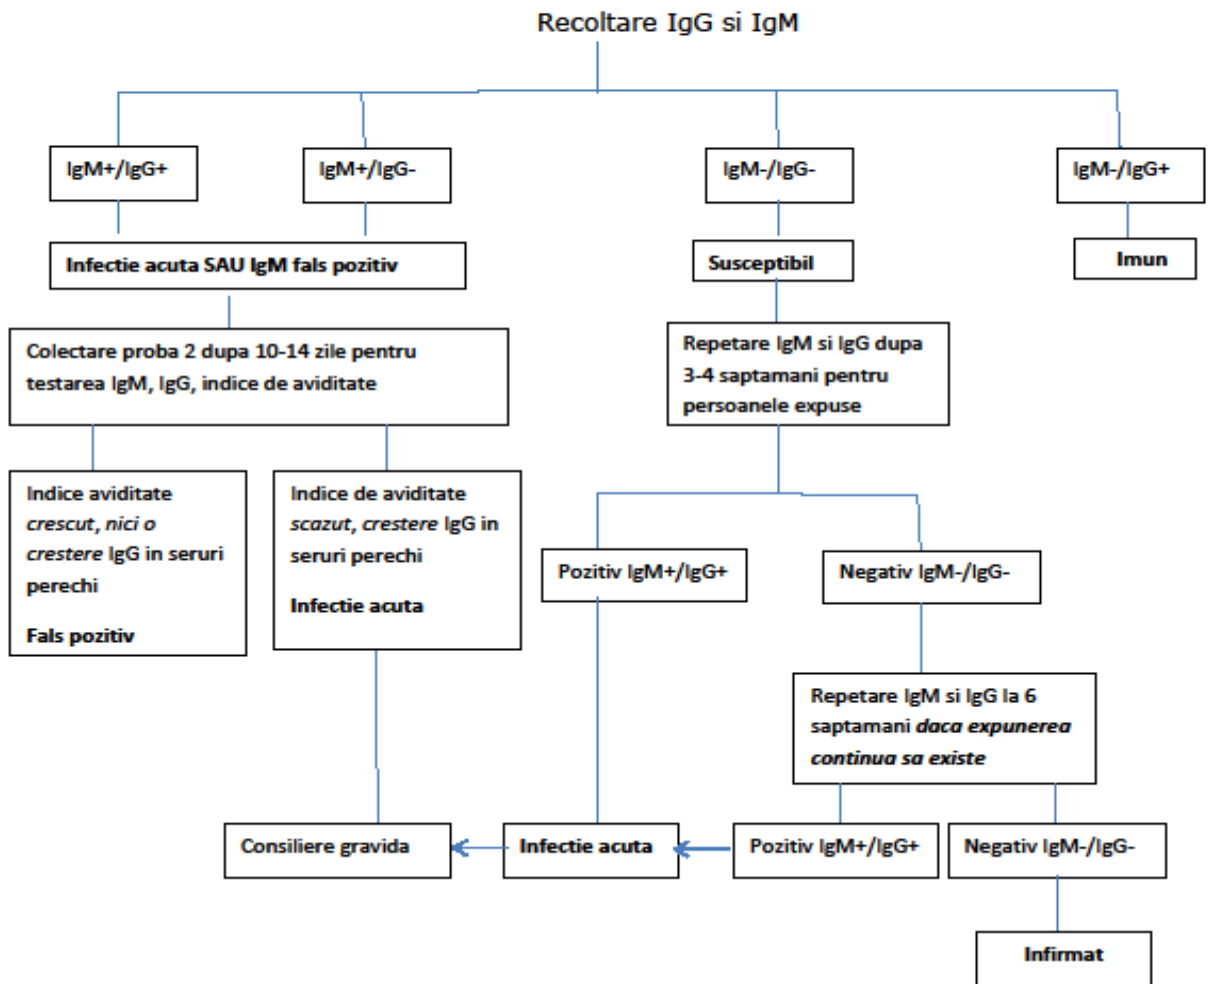 Recoltare IgG si IgM
IgM+/IgG+
IgM+/IgG-
IgM-/IgG-
IgM-/IgG+
Infectie acuta SAU IgM fals pozitiv
Susceptibil
Imun
Colectare proba 2 dupa 10-14 zile pentru
testarea IgM, IgG, indice de aviditate
Repetare IgM si IgG dupa
3-4 saptamani pentru
persoanele expuse
Indice aviditate
crescut, nici o
crestere IgG in seruri
perechi
Fals pozitiv
Indice de aviditate
scazut, crestere IgG in
seruri perechi
Infectie acuta
Pozitiv IgM+/IgG+
Negativ IgM-/IgG-
Repetare IgM si IgG la 6
saptamani daca expunerea
continua sa existe
Consiliere gravida
Infectie acuta
Pozitiv IgM+/IgG+
Negativ IgM-/IgG-
Infirmat